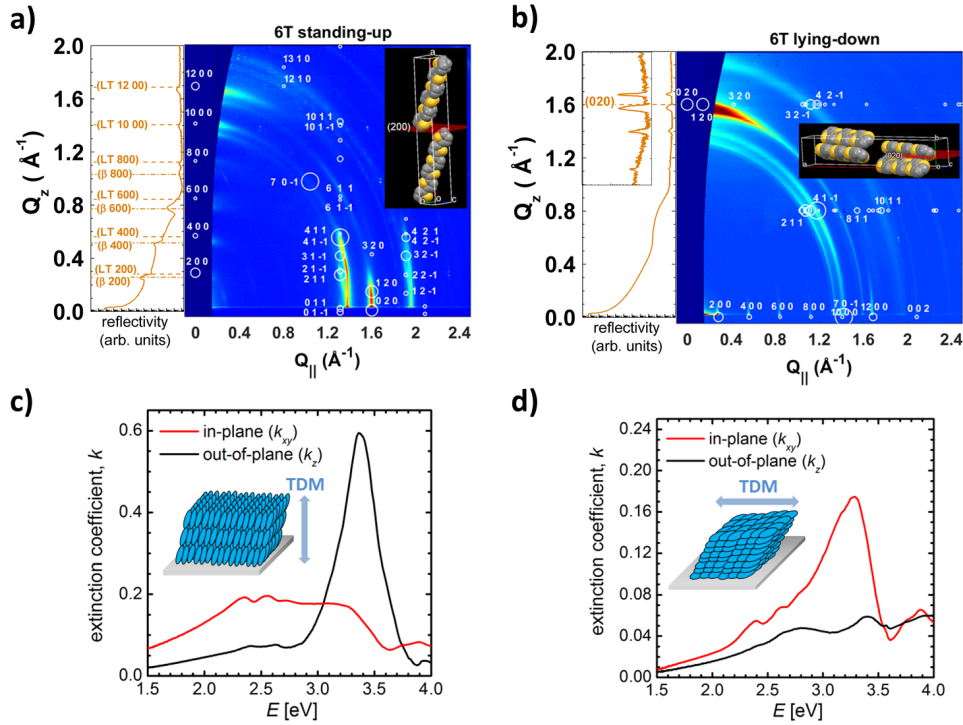 a)
6T standing-up
2.0
1.6
1.2
0.8
0.4
0.0
Q_z (Å⁻¹)
(LT 12 00)
(LT 10 00)
(LT 800)
(β 800)
(LT 600)
(β 600)
(LT 400)
(β 400)
(LT 200)
(β 200)
reflectivity
(arb. units)
12 0 0
10 0 0
8 0 0
6 0 0
4 0 0
2 0 0
13 1 0
12 1 0
10 1 1
10 1 -1
7 0 -1
6 1 1
6 1 -1
4 1 1
4 1 -1
3 1 -1
2 1 -1
2 1 1
0 1 1
0 1 -1
3 2 0
1 2 0
0 2 0
4 2 1
4 2 -1
2 2 -1
1 2 -1
(200)
a
b
o
c
0 0.4 0.8 1.2 1.6 2.0 2.4
Q_|| (Å⁻¹)
b)
6T lying-down
2.0
1.6
1.2
0.8
0.4
0.0
Q_z (Å⁻¹)
(020)
reflectivity
(arb. units)
0 2 0
1 2 0
3 2 0
4 2 -1
3 2 -1
4 1 -1
2 1 1
8 1 1
10 1 1
2 0 0
4 0 0
6 0 0
8 0 0
7 0 -1
10 0 0
12 0 0
0 0 2
(020)
0 0.4 0.8 1.2 1.6 2.0 2.4
Q_|| (Å⁻¹)
c)
0.6
0.4
0.2
0.0
extinction coefficient, k
in-plane (k_xy)
out-of-plane (k_z)
TDM
1.5 2.0 2.5 3.0 3.5 4.0
E [eV]
d)
0.24
0.20
0.16
0.12
0.08
0.04
0.00
extinction coefficient, k
in-plane (k_xy)
out-of-plane (k_z)
TDM
1.5 2.0 2.5 3.0 3.5 4.0
E [eV]